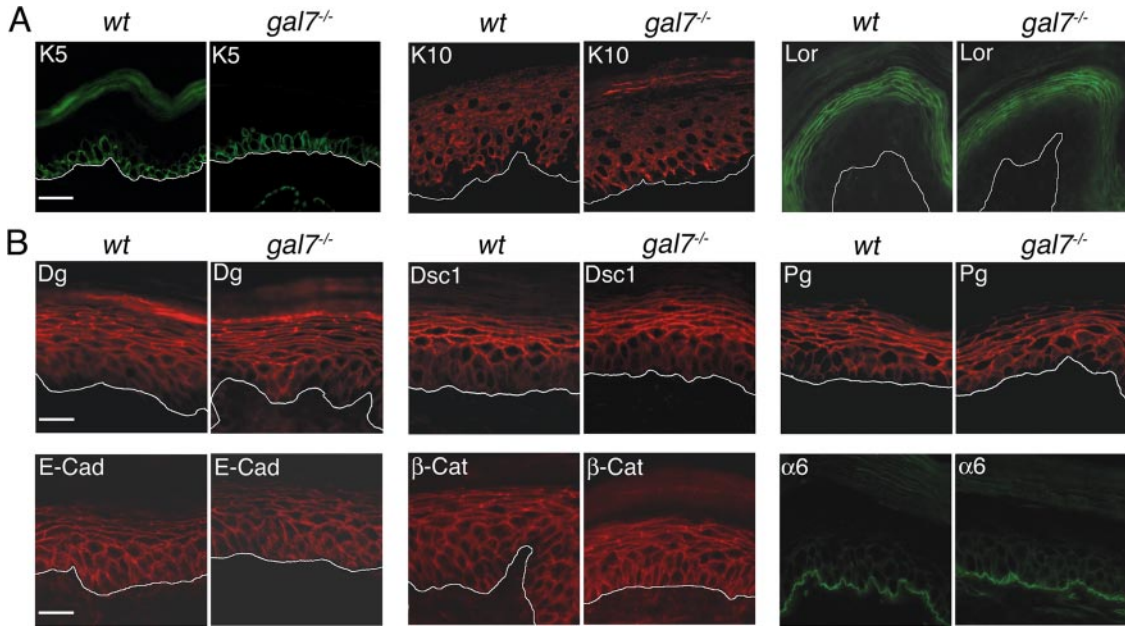 A wt gal7-/- wt gal7-/- wt gal7-/-
K5 K5 K10 K10 Lor Lor
B wt gal7-/- wt gal7-/- wt gal7-/-
Dg Dg Dsc1 Dsc1 Pg Pg
E-Cad E-Cad β-Cat β-Cat α6 α6